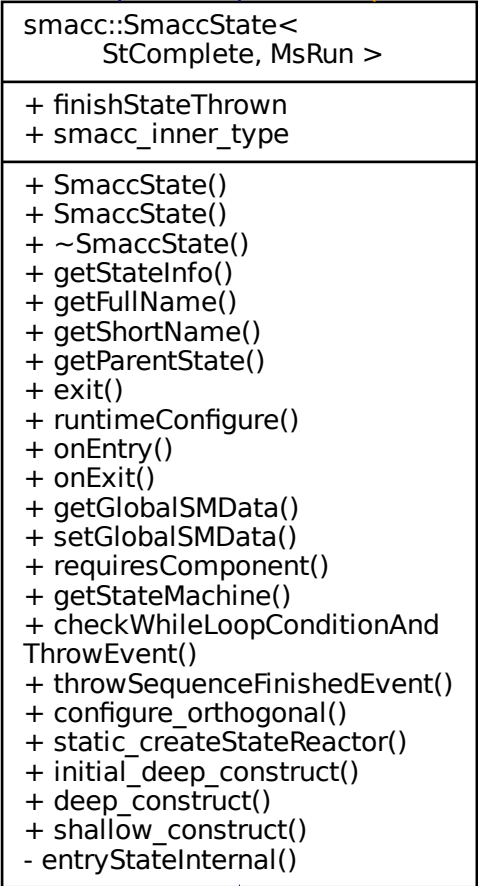 smacc::SmaccState<
StComplete, MsRun >
+ finishStateThrown
+ smacc_inner_type
+ SmaccState()
+ SmaccState()
+ ~SmaccState()
+ getStateInfo()
+ getFullName()
+ getShortName()
+ getParentState()
+ exit()
+ runtimeConfigure()
+ onEntry()
+ onExit()
+ getGlobalSMData()
+ setGlobalSMData()
+ requiresComponent()
+ getStateMachine()
+ checkWhileLoopConditionAnd
ThrowEvent()
+ throwSequenceFinishedEvent()
+ configure_orthogonal()
+ static_createStateReactor()
+ initial_deep_construct()
+ deep_construct()
+ shallow_construct()
- entryStateInternal()